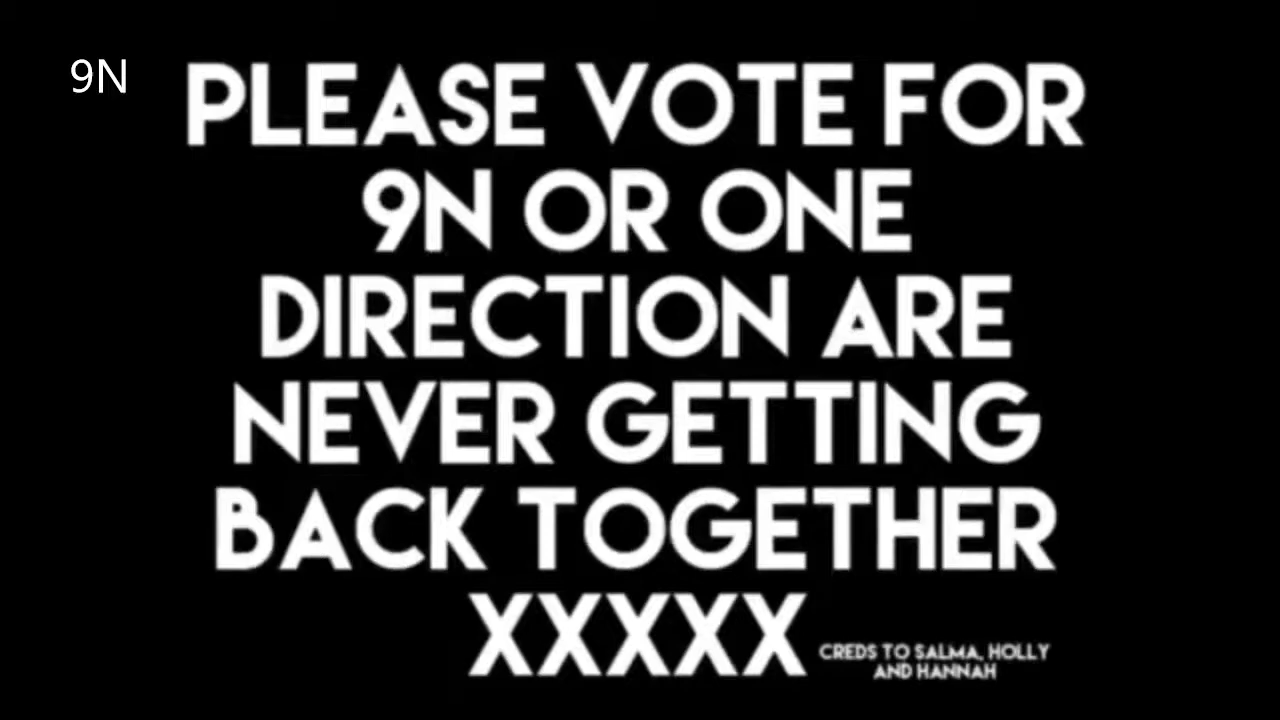 9N
PLEASE VOTE FOR
9N OR ONE
DIRECTION ARE
NEVER GETTING
BACK TOGETHER
XXXXX
CREDS TO SALMA, HOLLY
AND HANNAH